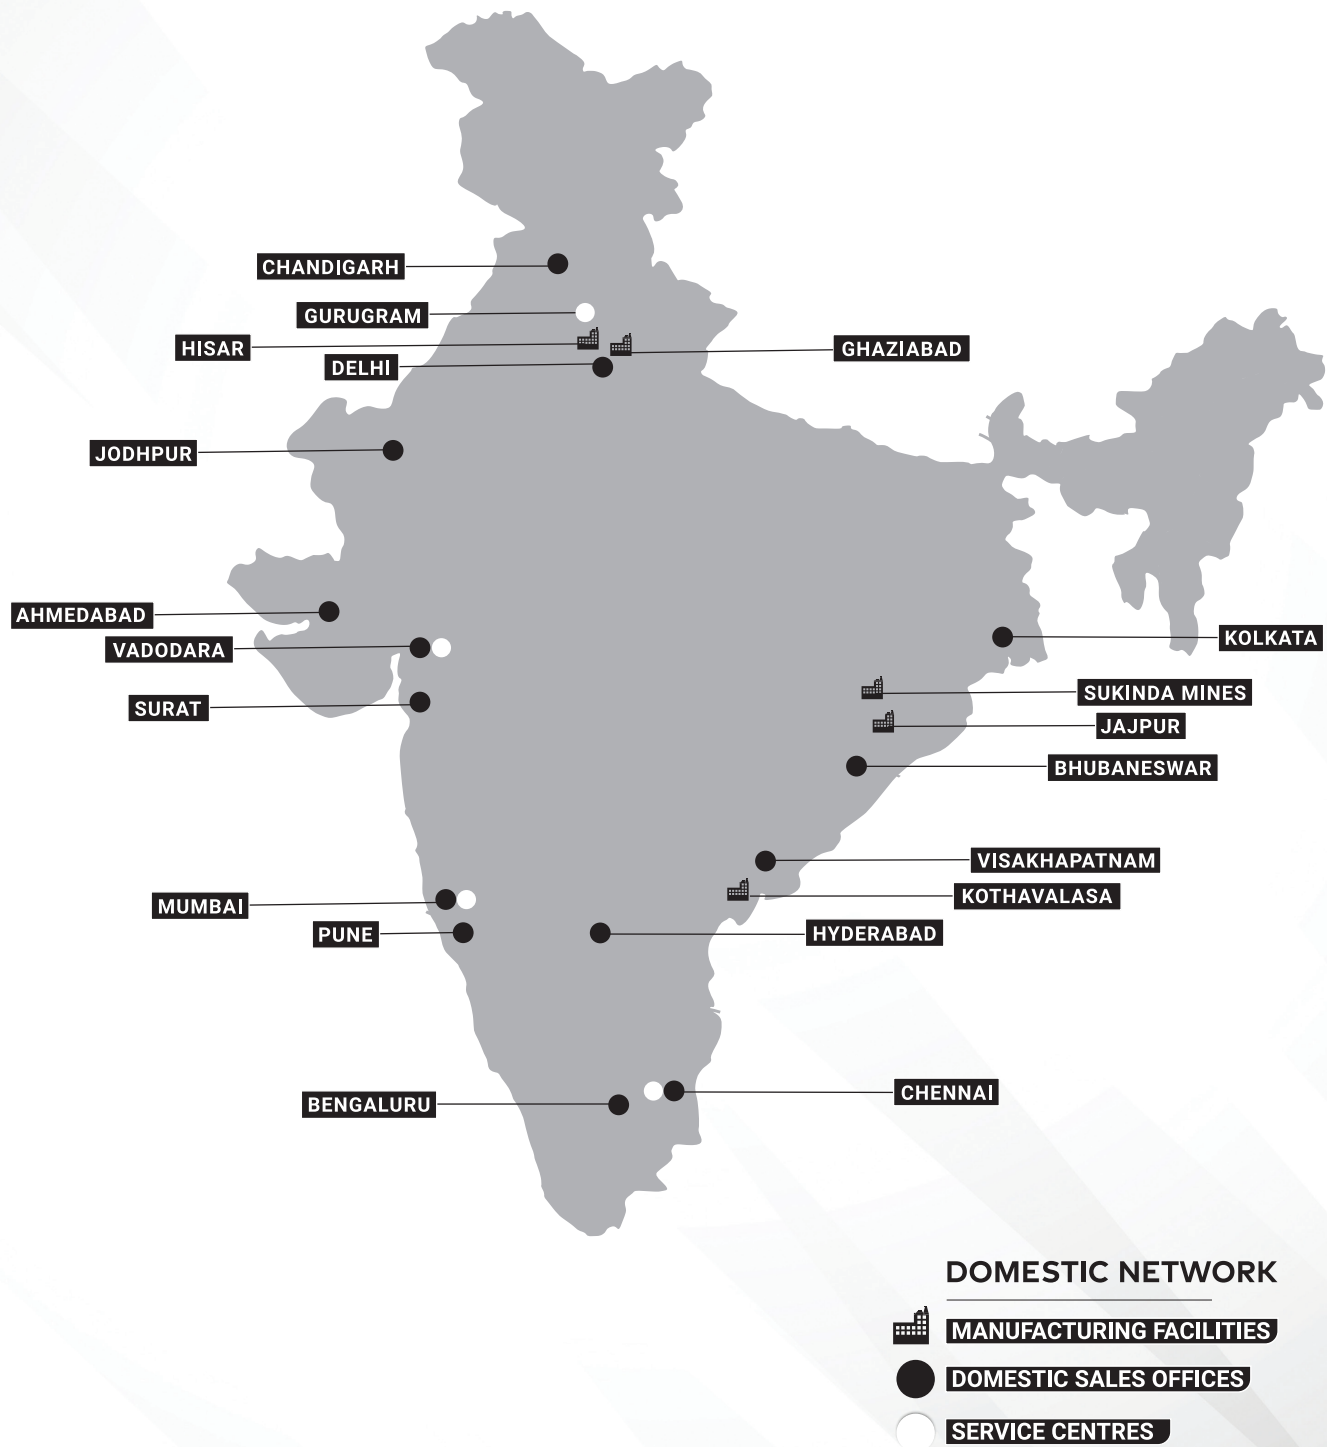 CHANDIGARH
GURUGRAM
HISAR
GHAZIABAD
DELHI
JODHPUR
AHMEDABAD
KOLKATA
VADODARA
SUKINDA MINES
SURAT
JAJPUR
BHUBANESWAR
VISAKHAPATNAM
KOTHAVALASA
MUMBAI
PUNE
HYDERABAD
CHENNAI
BENGALURU
DOMESTIC NETWORK
MANUFACTURING FACILITIES
DOMESTIC SALES OFFICES
SERVICE CENTRES